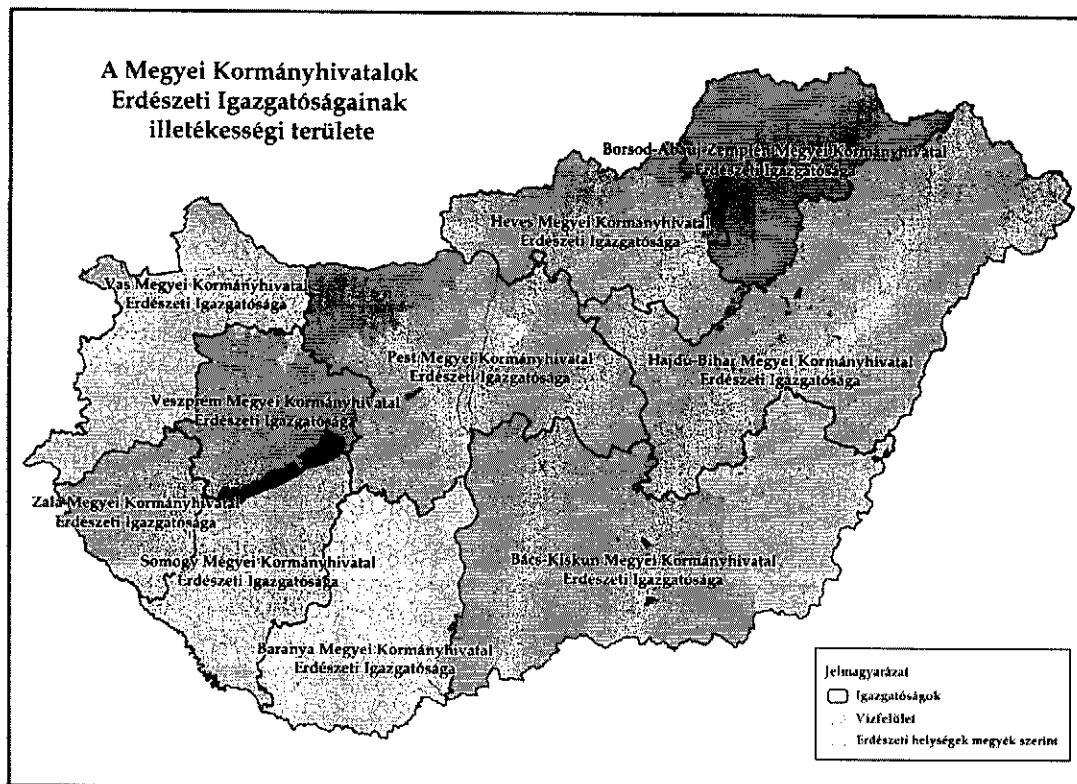 A Megyei Kormányhivatalok
Erdészeti Igazgatóságainak
illetékességi területe
Borsod-Abaúj-Zemplén Megyei Kormányhivatal
Erdészeti Igazgatósága
Heves Megyei Kormányhivatal
Erdészeti Igazgatósága
Vas Megyei Kormányhivatal
Erdészeti Igazgatósága
Pest Megyei Kormányhivatal
Erdészeti Igazgatósága
Hajdú-Bihar Megyei Kormányhivatal
Erdészeti Igazgatósága
Veszprém Megyei Kormányhivatal
Erdészeti Igazgatósága
Zala Megyei Kormányhivatal
Erdészeti Igazgatósága
Somogy Megyei Kormányhivatal
Erdészeti Igazgatósága
Bács-Kiskun Megyei Kormányhivatal
Erdészeti Igazgatósága
Baranya Megyei Kormányhivatal
Erdészeti Igazgatósága
Jelmagyarázat
Igazgatóságok
Vízfelület
Erdészeti helységek megyék szerint